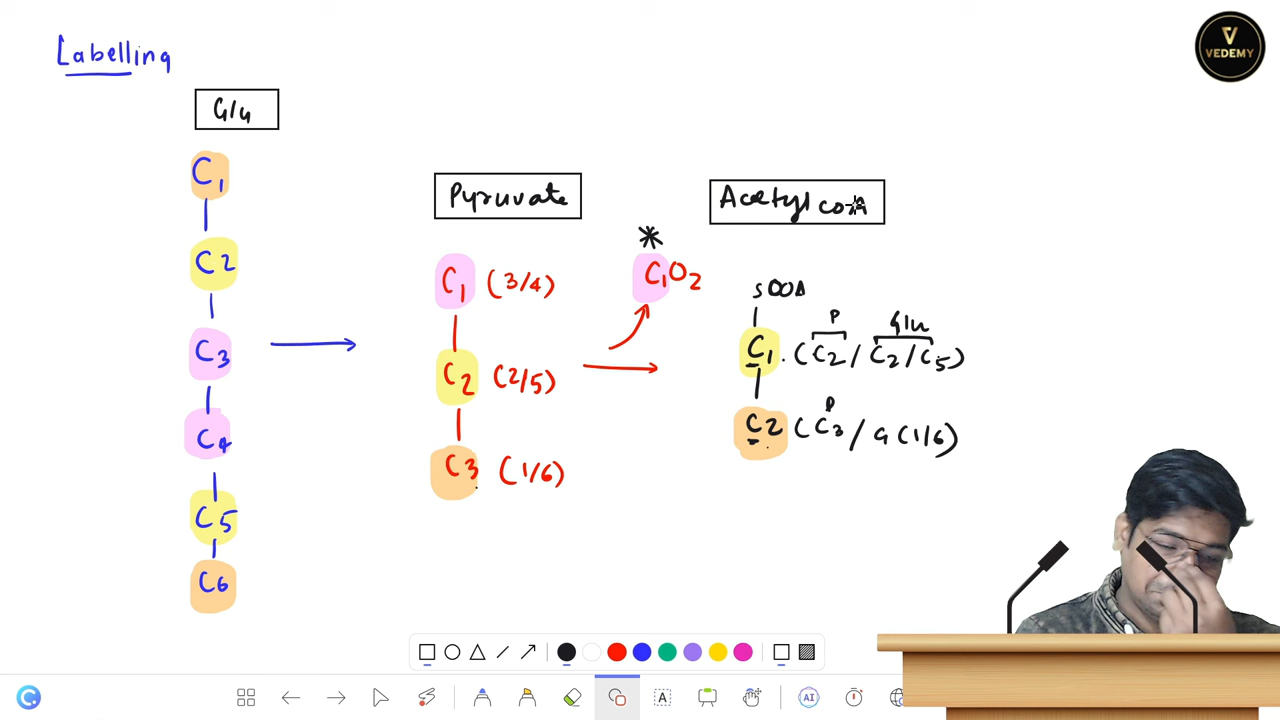 Labelling
V
VEDEMY
Glu
C1
C2
C3
C4
C5
C6
Pyruvate
C1 (3/4)
C2 (2/5)
C3 (1/6)
*
C1O2
Acetyl coA
P Glu
C1 (C2 / C2/C5)
P
C2 (C3 / G(1/6)
A
AI